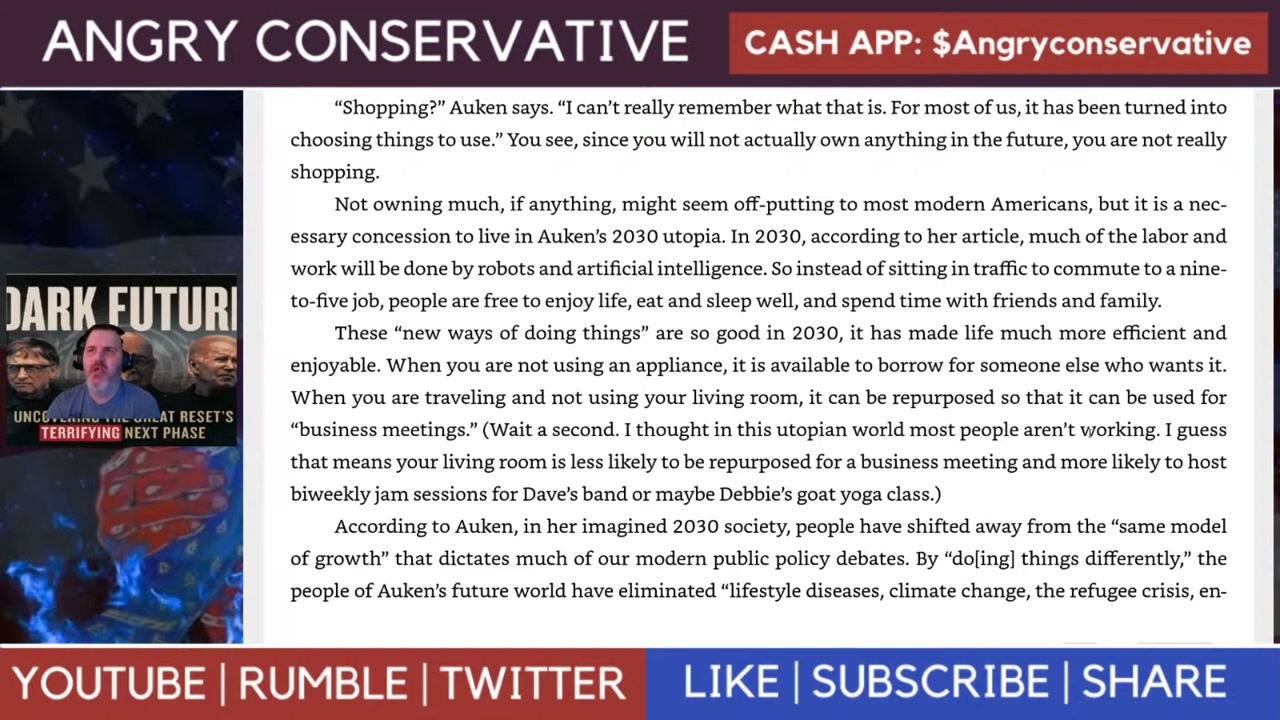 ANGRY CONSERVATIVE
CASH APP: $Angryconservative
“Shopping?” Auken says. “I can’t really remember what that is. For most of us, it has been turned into
choosing things to use.” You see, since you will not actually own anything in the future, you are not really
shopping.
Not owning much, if anything, might seem off-putting to most modern Americans, but it is a nec-
essary concession to live in Auken’s 2030 utopia. In 2030, according to her article, much of the labor and
work will be done by robots and artificial intelligence. So instead of sitting in traffic to commute to a nine-
to-five job, people are free to enjoy life, eat and sleep well, and spend time with friends and family.
These “new ways of doing things” are so good in 2030, it has made life much more efficient and
enjoyable. When you are not using an appliance, it is available to borrow for someone else who wants it.
When you are traveling and not using your living room, it can be repurposed so that it can be used for
“business meetings.” (Wait a second. I thought in this utopian world most people aren’t working. I guess
that means your living room is less likely to be repurposed for a business meeting and more likely to host
biweekly jam sessions for Dave’s band or maybe Debbie’s goat yoga class.)
According to Auken, in her imagined 2030 society, people have shifted away from the “same model
of growth” that dictates much of our modern public policy debates. By “do[ing] things differently,” the
people of Auken’s future world have eliminated “lifestyle diseases, climate change, the refugee crisis, en-
DARK FUTURE
UNCOVERING THE GREAT RESET’S
TERRIFYING NEXT PHASE
YOUTUBE | RUMBLE | TWITTER
LIKE | SUBSCRIBE | SHARE